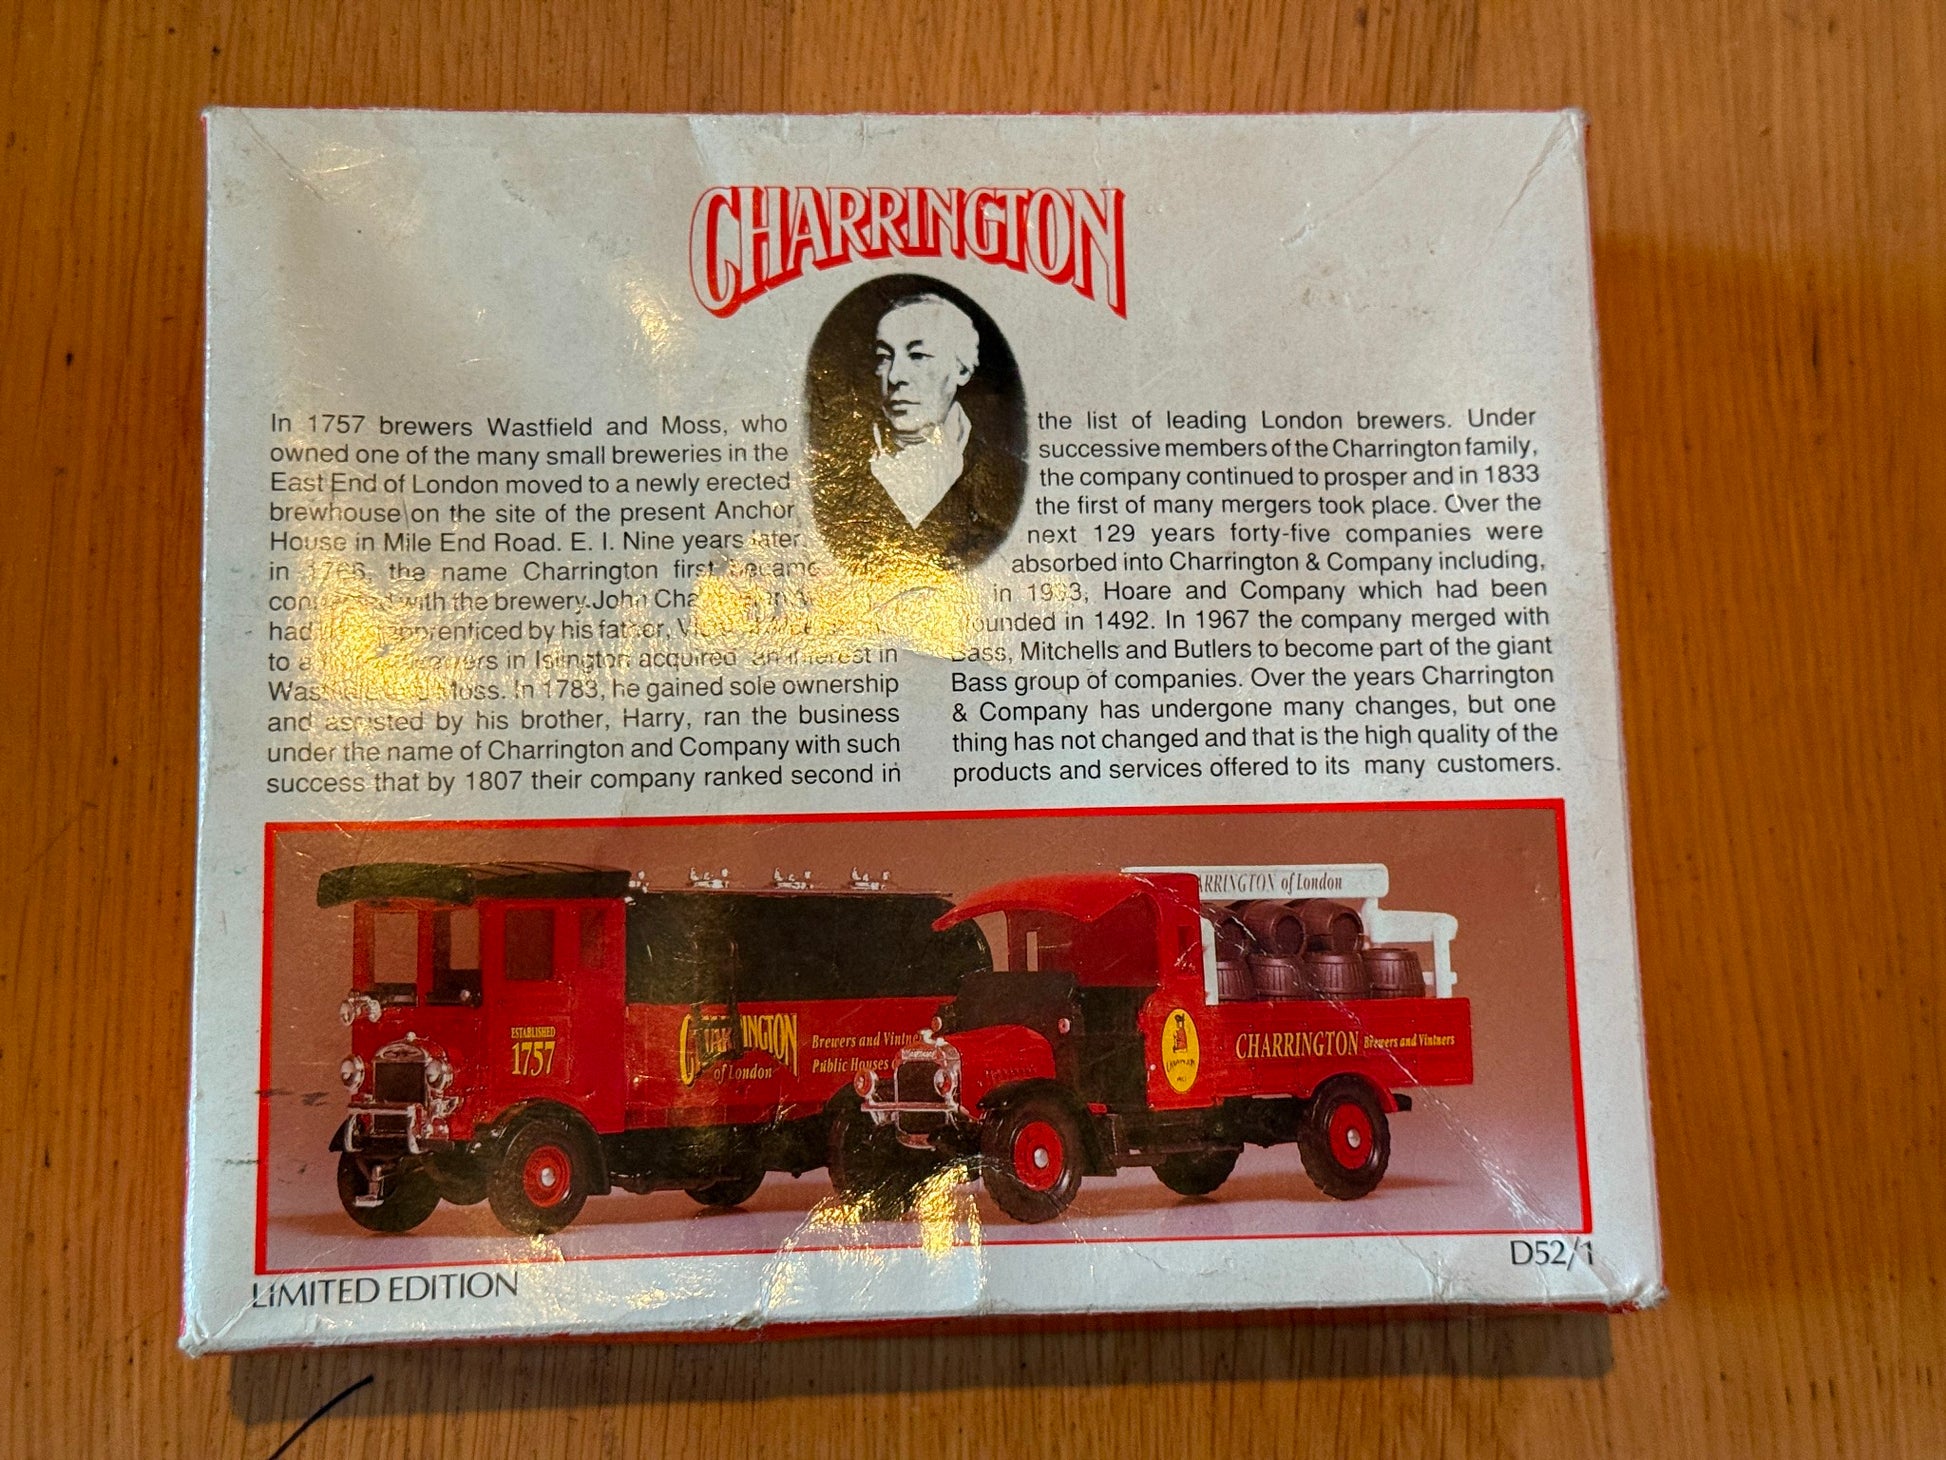 CHARRINGTON
In 1757 brewers Wastfield and Moss, who
owned one of the many small breweries in the
East End of London moved to a newly erected
brewhouse on the site of the present Anchor
House in Mile End Road. E. I. Nine years later,
in 1766, the name Charrington first became
connected with the brewery. John
had apprenticed by his father,
to a in Islington acquired an interest in
Moss. In 1783, he gained sole ownership
and assisted by his brother, Harry, ran the business
under the name of Charrington and Company with such
success that by 1807 their company ranked second in
the list of leading London brewers. Under
successive members of the Charrington family,
the company continued to prosper and in 1833
the first of many mergers took place. Over the
next 129 years forty-five companies were
absorbed into Charrington & Company including,
in Hoare and Company which had been
founded in 1492. In 1967 the company merged with
Bass, Mitchells and Butlers to become part of the giant
Bass group of companies. Over the years Charrington
& Company has undergone many changes, but one
thing has not changed and that is the high quality of the
products and services offered to its many customers.
ESTABLISHED
1757
CHARRINGTON
of London
Brewers and
Public Houses
of London
CHARRINGTON Brewers and Vintners
LIMITED EDITION
D52/1